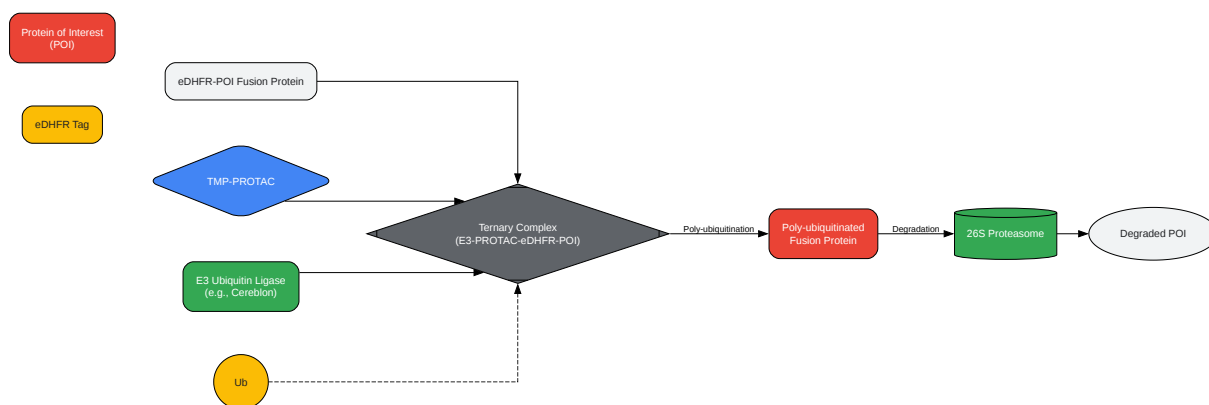 Protein of Interest
(POI)
eDHFR-POI Fusion Protein
eDHFR Tag
TMP-PROTAC
Ternary Complex
(E3-PROTAC-eDHFR-POI)
Poly-ubiquitination
Poly-ubiquitinated
Fusion Protein
Degradation
26S Proteasome
Degraded POI
E3 Ubiquitin Ligase
(e.g., Cereblon)
Ub